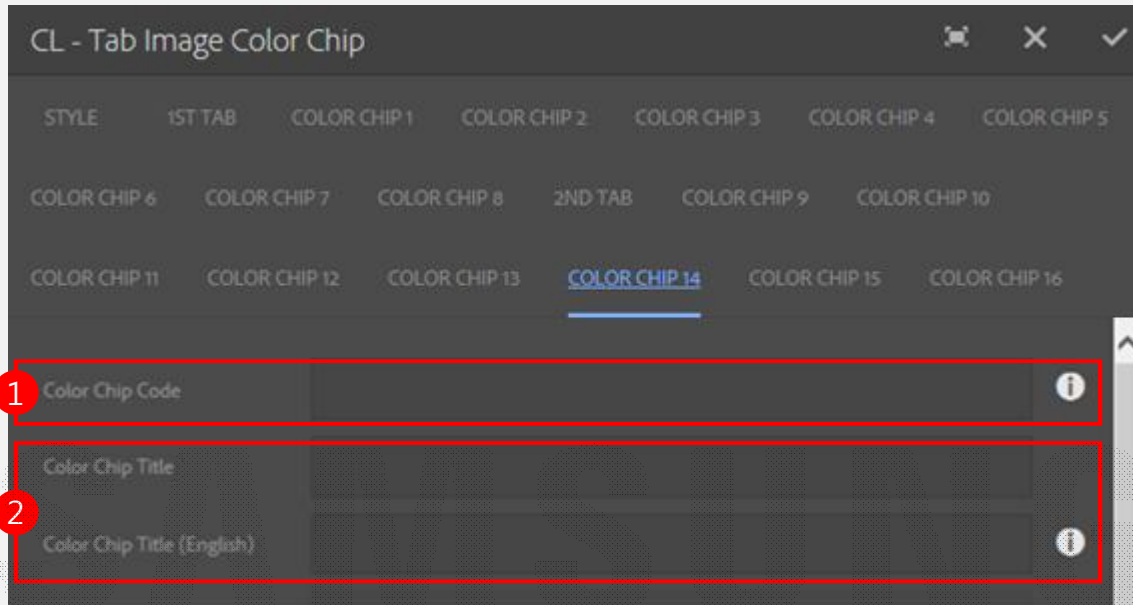 CL - Tab Image Color Chip
STYLE 1ST TAB COLOR CHIP 1 COLOR CHIP 2 COLOR CHIP 3 COLOR CHIP 4 COLOR CHIP 5
COLOR CHIP 6 COLOR CHIP 7 COLOR CHIP 8 2ND TAB COLOR CHIP 9 COLOR CHIP 10
COLOR CHIP 11 COLOR CHIP 12 COLOR CHIP 13 COLOR CHIP 14 COLOR CHIP 15 COLOR CHIP 16
1 Color Chip Code
Color Chip Title
2
Color Chip Title (English)